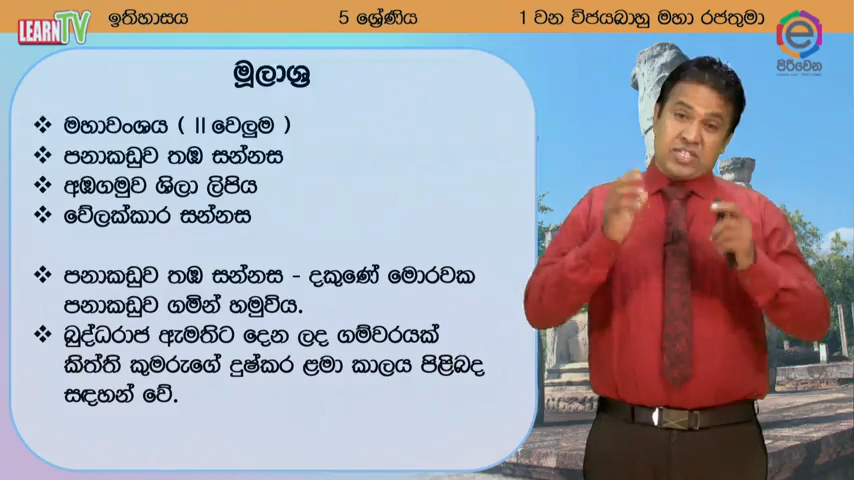 LEARN TV
ඉතිහාසය
5 ශ්‍රේණිය
1 වන විජයබාහු මහා රජතුමා
පිරිවෙන
මූලාශ්‍ර
❖ මහාවංශය ( II වෙලුම )
❖ පනාකඩුව තඹ සන්නස
❖ අඹගමුව ශිලා ලිපිය
❖ වේලක්කාර සන්නස
❖ පනාකඩුව තඹ සන්නස - දකුණේ මොරවක
පනාකඩුව ගමින් හමුවිය.
❖ බුද්ධරාජ ඇමතිට දෙන ලද ගම්වරයක්
කිත්ති කුමරුගේ දුෂ්කර ළමා කාලය පිළිබද
සඳහන් වේ.